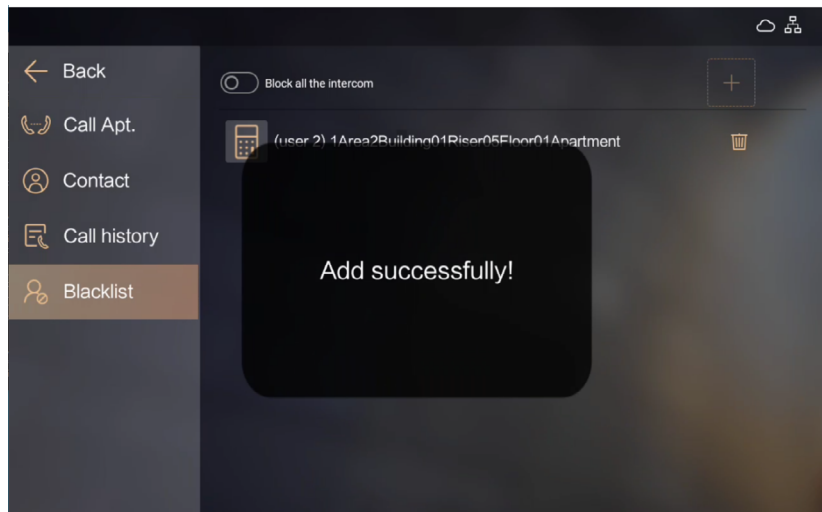 Back
Block all the intercom
Call Apt.
(user 2) 1Area2Building01Riser05Floor01Apartment
Contact
Call history
Add successfully!
Blacklist